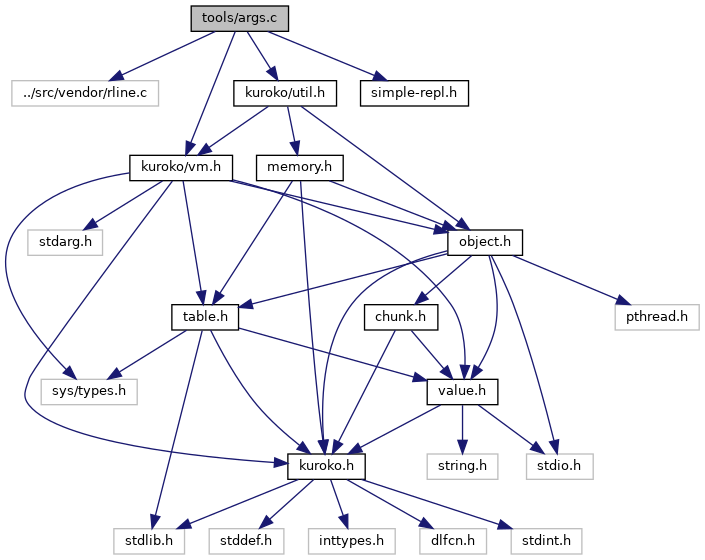 tools/args.c
../src/vendor/rline.c
kuroko/util.h
simple-repl.h
kuroko/vm.h
memory.h
stdarg.h
object.h
table.h
chunk.h
pthread.h
sys/types.h
value.h
kuroko.h
string.h
stdio.h
stdlib.h
stddef.h
inttypes.h
dlfcn.h
stdint.h